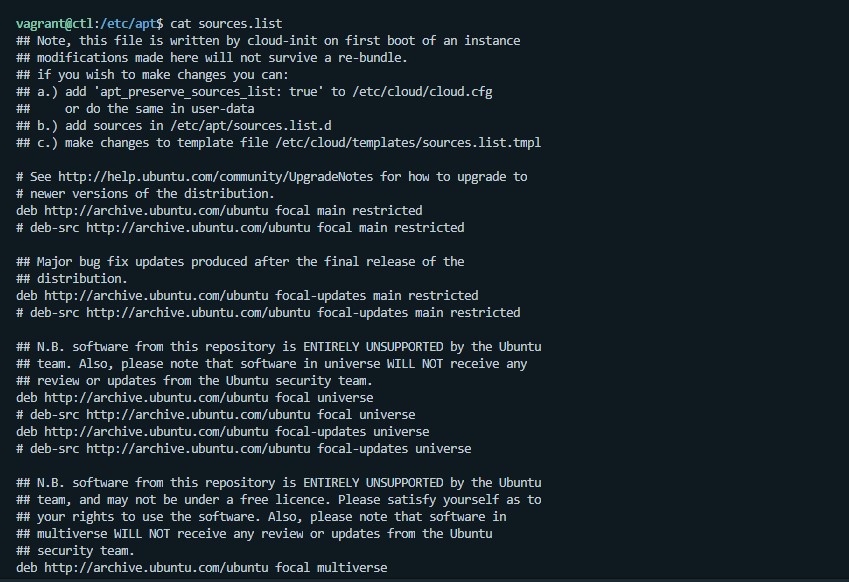 vagrant@ctl:/etc/apt$ cat sources.list
## Note, this file is written by cloud-init on first boot of an instance
## modifications made here will not survive a re-bundle.
## if you wish to make changes you can:
## a.) add 'apt_preserve_sources_list: true' to /etc/cloud/cloud.cfg
##     or do the same in user-data
## b.) add sources in /etc/apt/sources.list.d
## c.) make changes to template file /etc/cloud/templates/sources.list.tmpl

# See http://help.ubuntu.com/community/UpgradeNotes for how to upgrade to
# newer versions of the distribution.
deb http://archive.ubuntu.com/ubuntu focal main restricted
# deb-src http://archive.ubuntu.com/ubuntu focal main restricted

## Major bug fix updates produced after the final release of the
## distribution.
deb http://archive.ubuntu.com/ubuntu focal-updates main restricted
# deb-src http://archive.ubuntu.com/ubuntu focal-updates main restricted

## N.B. software from this repository is ENTIRELY UNSUPPORTED by the Ubuntu
## team. Also, please note that software in universe WILL NOT receive any
## review or updates from the Ubuntu security team.
deb http://archive.ubuntu.com/ubuntu focal universe
# deb-src http://archive.ubuntu.com/ubuntu focal universe
deb http://archive.ubuntu.com/ubuntu focal-updates universe
# deb-src http://archive.ubuntu.com/ubuntu focal-updates universe

## N.B. software from this repository is ENTIRELY UNSUPPORTED by the Ubuntu
## team, and may not be under a free licence. Please satisfy yourself as to
## your rights to use the software. Also, please note that software in
## multiverse WILL NOT receive any review or updates from the Ubuntu
## security team.
deb http://archive.ubuntu.com/ubuntu focal multiverse